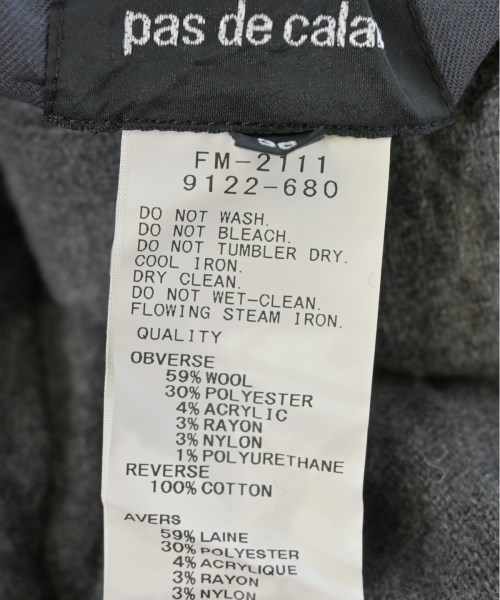 pas de cala
FM-2111
9122-680
DO NOT WASH.
DO NOT BLEACH.
DO NOT TUMBLER DRY.
COOL IRON.
DRY CLEAN.
DO NOT WET-CLEAN.
FLOWING STEAM IRON.
QUALITY
OBVERSE
59% WOOL
30% POLYESTER
4% ACRYLIC
3% RAYON
3% NYLON
1% POLYURETHANE
REVERSE
100% COTTON
AVERS
59% LAINE
30% POLYESTER
4% ACRYLIQUE
3% RAYON
3% NYLON